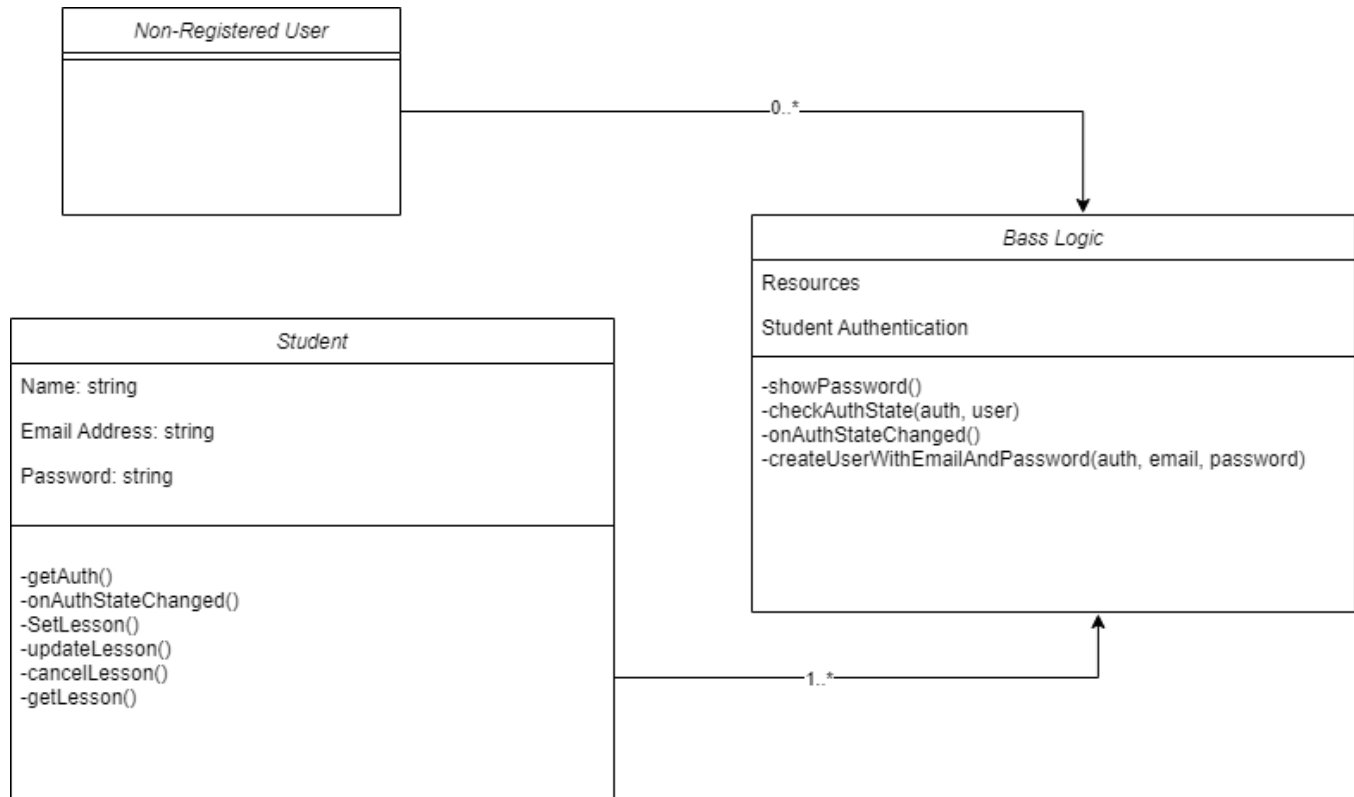 Non-Registered User
0..*
Bass Logic
Resources
Student Authentication
-showPassword()
-checkAuthState(auth, user)
-onAuthStateChanged()
-createUserWithEmailAndPassword(auth, email, password)
Student
Name: string
Email Address: string
Password: string
-getAuth()
-onAuthStateChanged()
-SetLesson()
-updateLesson()
-cancelLesson()
-getLesson()
1..*